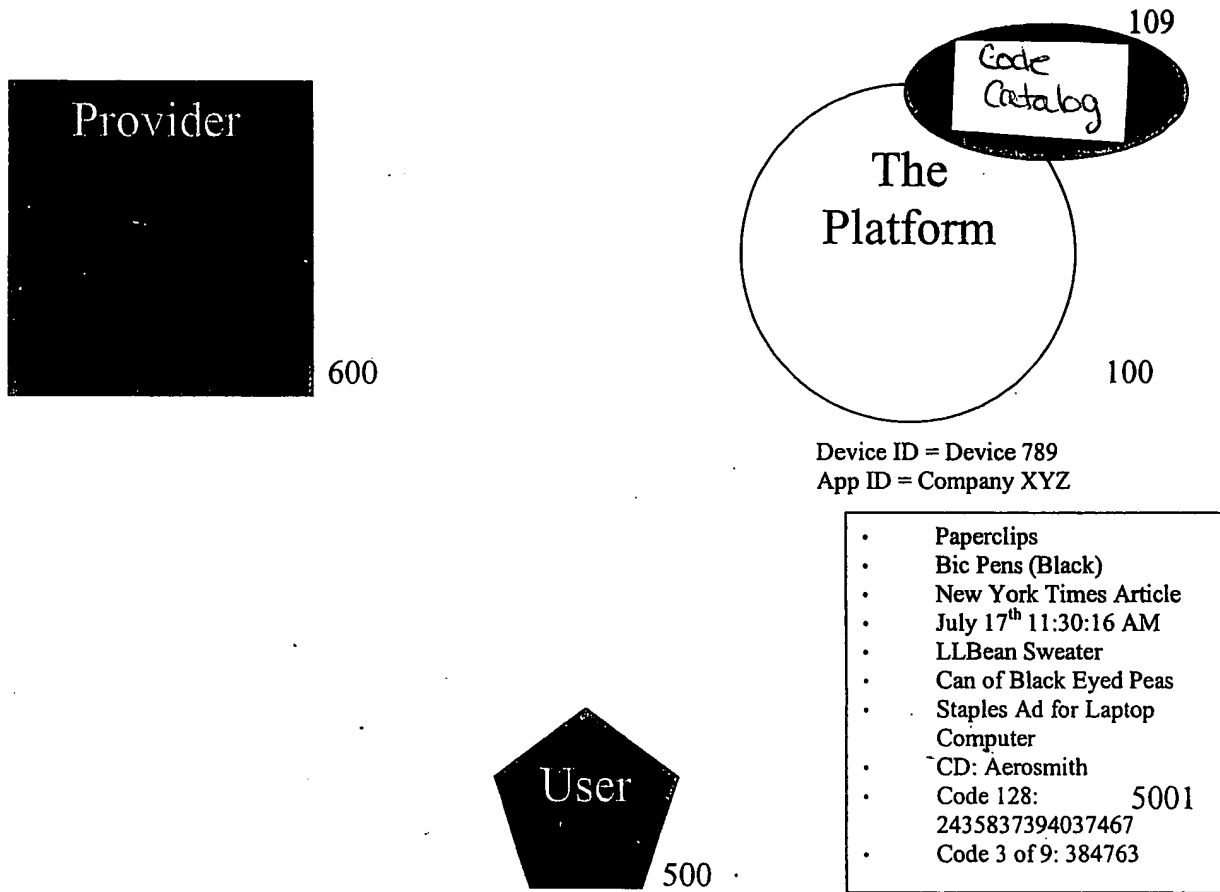 109
Code
Catalog
Provider
The
Platform
600
100
Device ID = Device 789
App ID = Company XYZ
· Paperclips
· Bic Pens (Black)
· New York Times Article
· July 17th 11:30:16 AM
· LLBean Sweater
· Can of Black Eyed Peas
· Staples Ad for Laptop
Computer
· CD: Aerosmith
· Code 128: 5001
2435837394037467
· Code 3 of 9: 384763
User
500